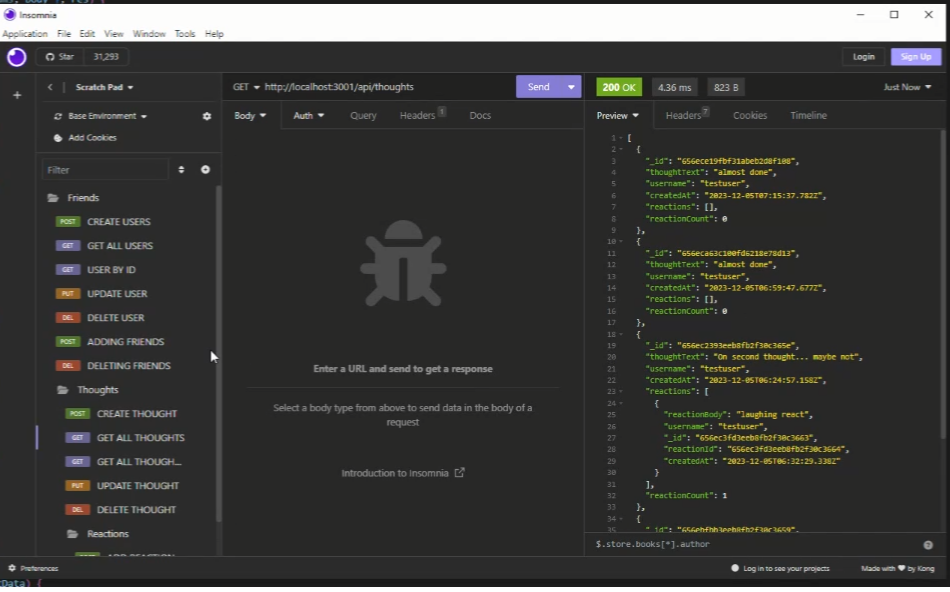 Insomnia
Application File Edit View Window Tools Help
Star 31,293
Login Sign Up
Scratch Pad
Base Environment
Add Cookies
Filter
Friends
POST CREATE USERS
GET GET ALL USERS
GET USER BY ID
PUT UPDATE USER
DEL DELETE USER
POST ADDING FRIENDS
DEL DELETING FRIENDS
Thoughts
POST CREATE THOUGHT
GET GET ALL THOUGHTS
GET GET ALL THOUGH...
PUT UPDATE THOUGHT
DEL DELETE THOUGHT
Reactions
GET http://localhost:3001/api/thoughts
Send
Body Auth Query Headers 1 Docs
Enter a URL and send to get a response
Select a body type from above to send data in the body of a
request
Introduction to Insomnia
200 OK 4.36 ms 823 B Just Now
Preview Headers 7 Cookies Timeline
1 [
2 {
3 "_id": "656ece19fbf31abeb2d8f108",
4 "thoughtText": "almost done",
5 "username": "testuser",
6 "createdAt": "2023-12-05T07:15:37.782Z",
7 "reactions": [],
8 "reactionCount": 0
9 },
10 {
11 "_id": "656eca63c100fd6218e78d13",
12 "thoughtText": "almost done",
13 "username": "testuser",
14 "createdAt": "2023-12-05T06:59:47.677Z",
15 "reactions": [],
16 "reactionCount": 0
17 },
18 {
19 "_id": "656ec2393eeb8fb2f30c365e",
20 "thoughtText": "On second thought... maybe not",
21 "username": "testuser",
22 "createdAt": "2023-12-05T06:24:57.158Z",
23 "reactions": [
24 {
25 "reactionBody": "laughing react",
26 "username": "testuser",
27 "_id": "656ec3fd3eeb8fb2f30c3663",
28 "reactionId": "656ec3fd3eeb8fb2f30c3664",
29 "createdAt": "2023-12-05T06:32:29.338Z"
30 }
31 ],
32 "reactionCount": 1
33 },
34 {
35 "_id": "656ebfbb3eeb8fb2f30c3659",
$.store.books[*].author
Preferences
Log in to see your projects Made with ♥ by Kong